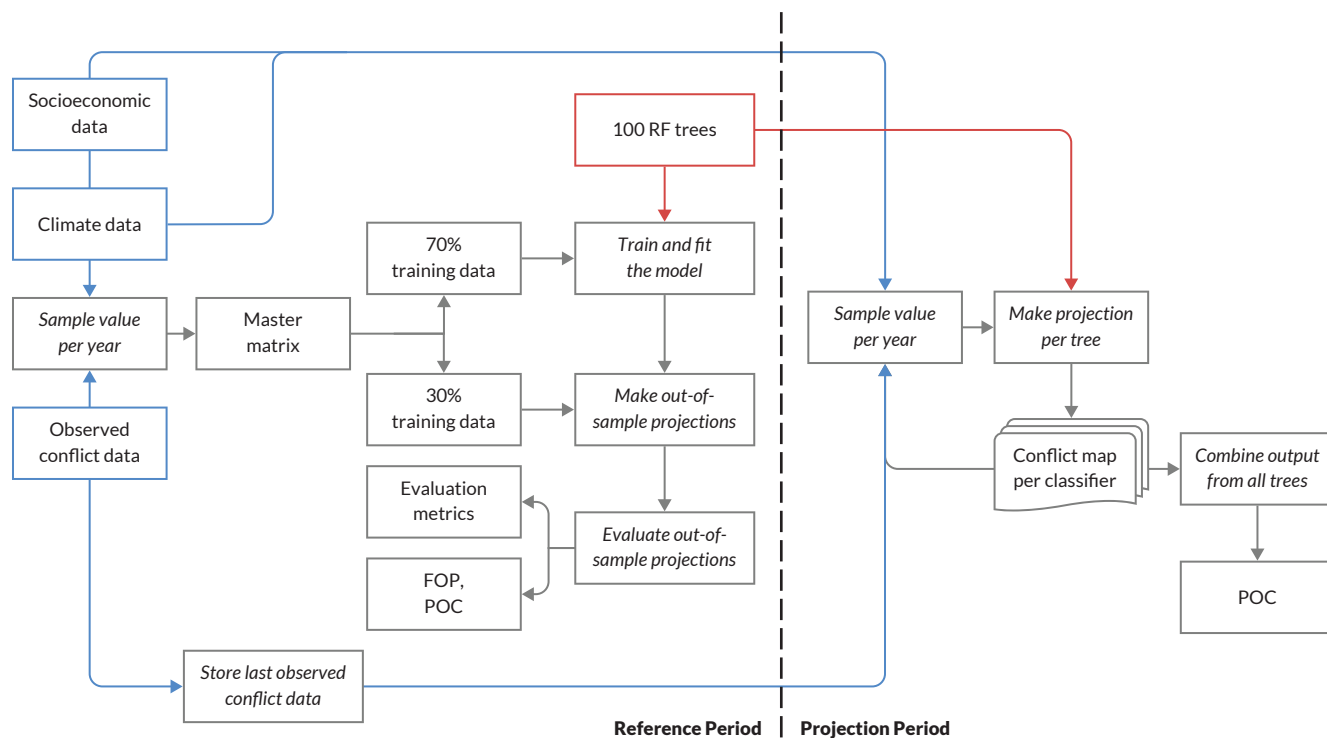 Socioeconomic
data
Climate data
Sample value
per year
Observed
conflict data
Master
matrix
70%
training data
30%
training data
Evaluation
metrics
FOP,
POC
Store last observed
conflict data
100 RF trees
Train and fit
the model
Make out-of-
sample projections
Evaluate out-of-
sample projections
Reference Period
Projection Period
Sample value
per year
Make projection
per tree
Conflict map
per classifier
Combine output
from all trees
POC